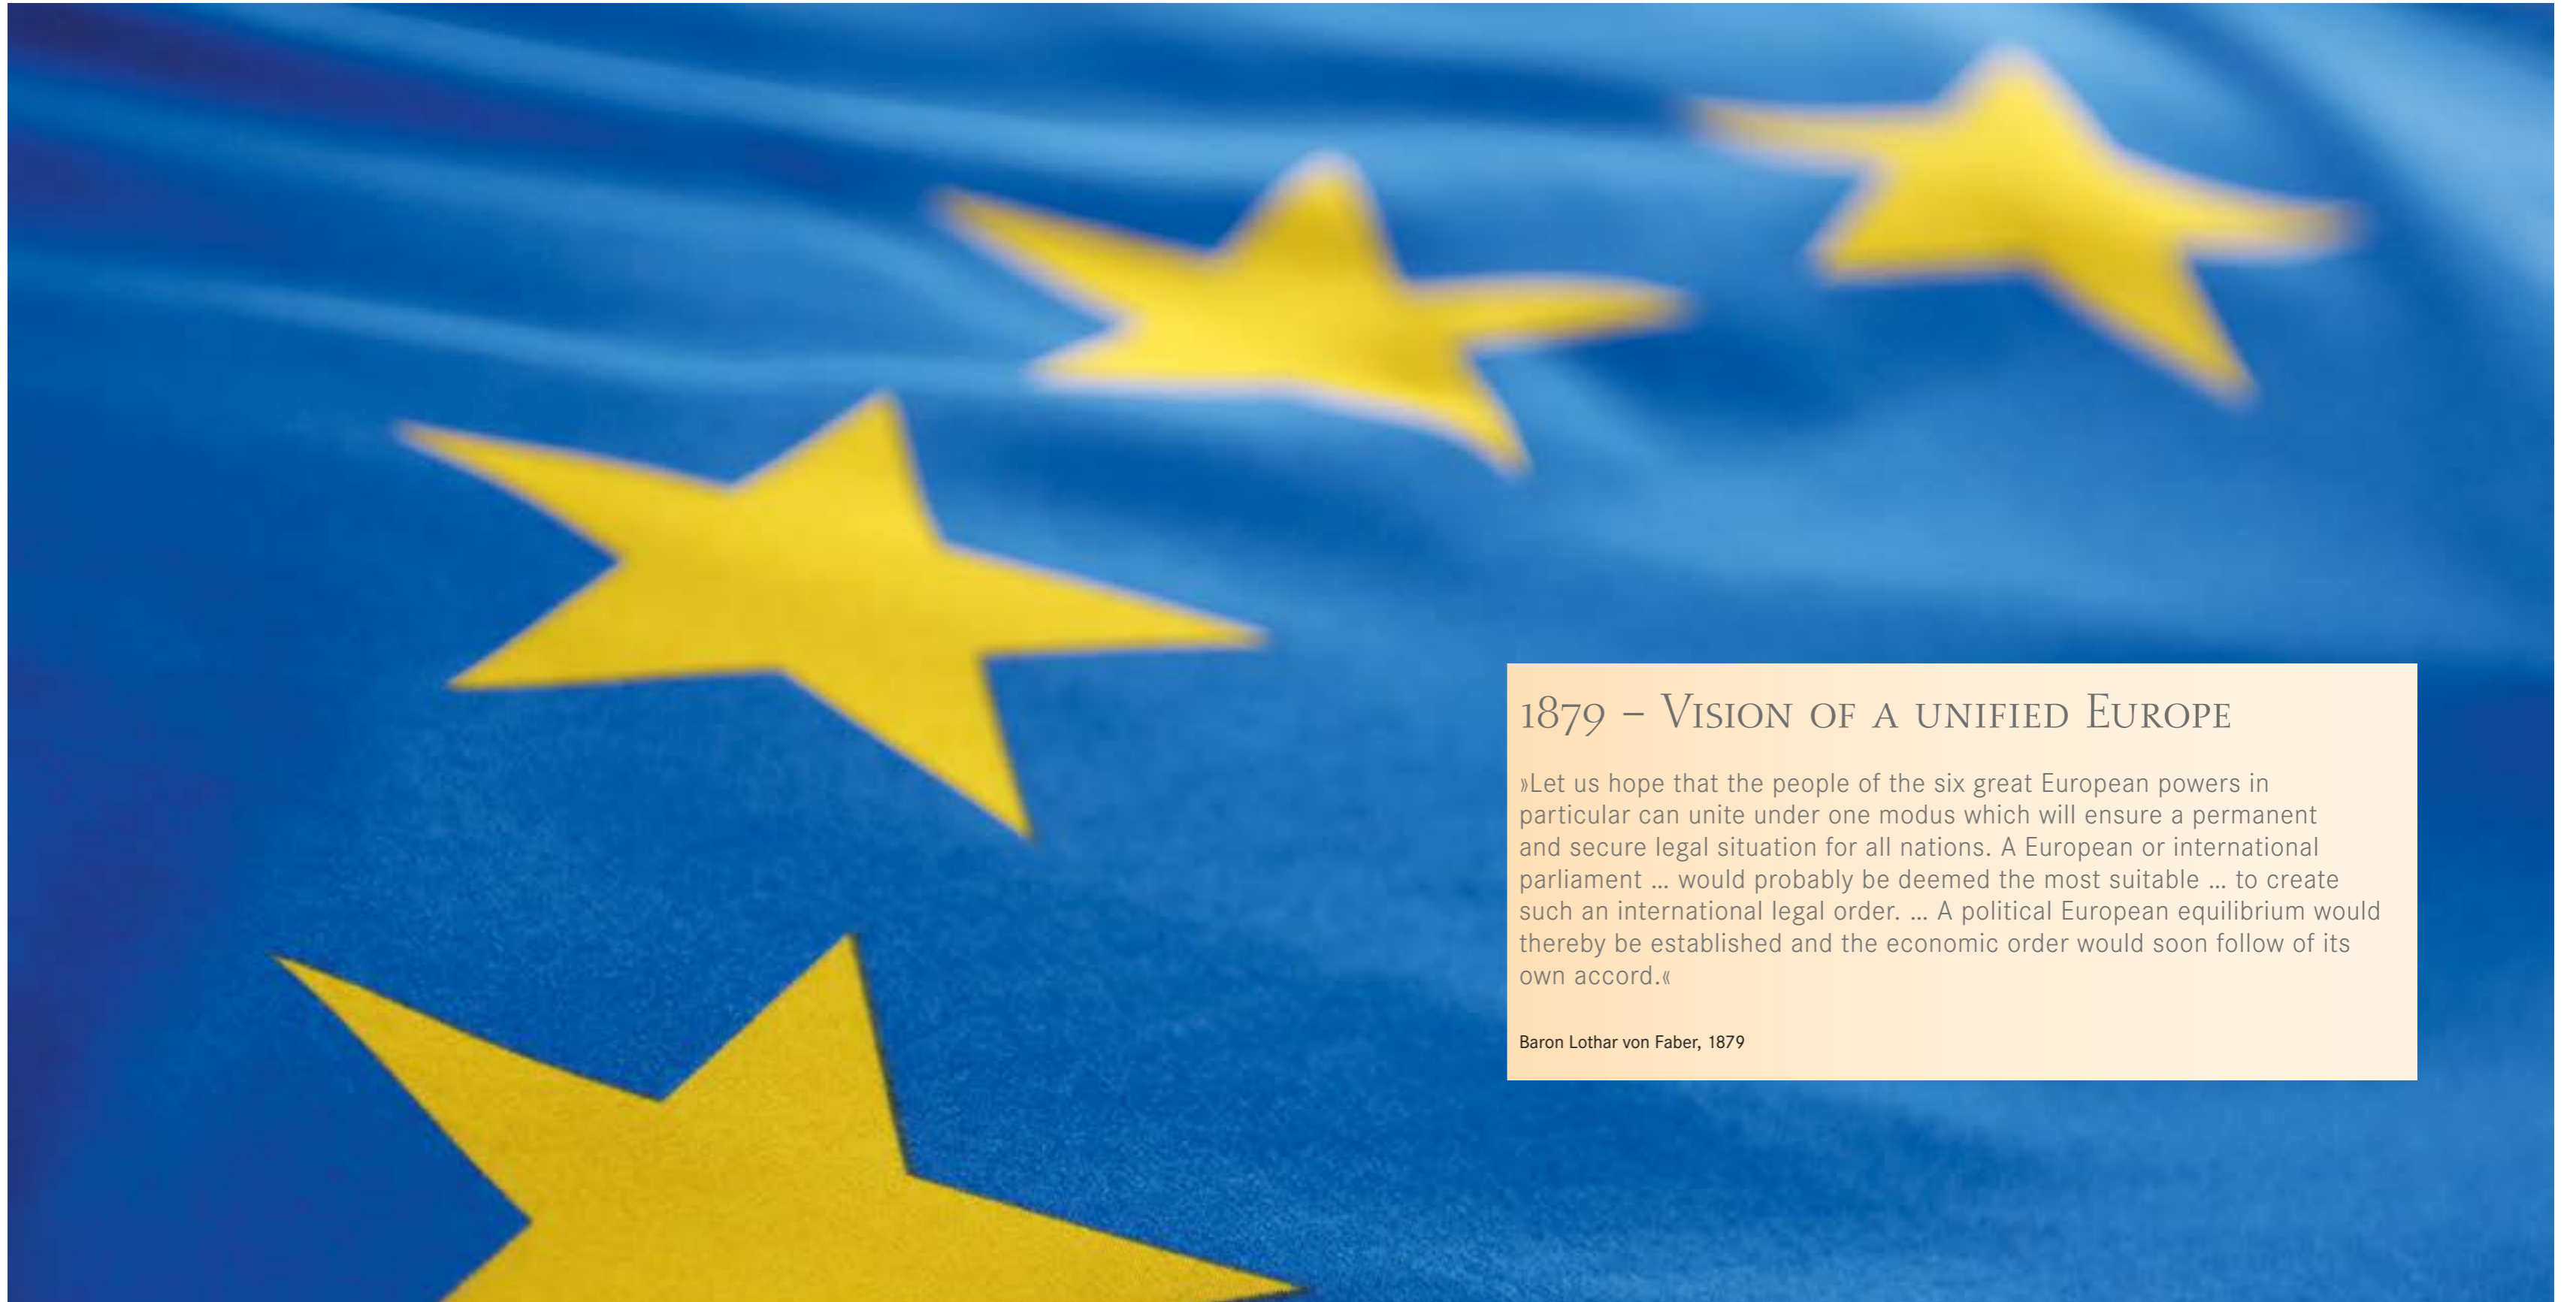 1879 – Vision of a unified Europe
»Let us hope that the people of the six great European powers in
particular can unite under one modus which will ensure a permanent
and secure legal situation for all nations. A European or international
parliament ... would probably be deemed the most suitable ... to create
such an international legal order. ... A political European equilibrium would
thereby be established and the economic order would soon follow of its
own accord.«
Baron Lothar von Faber, 1879